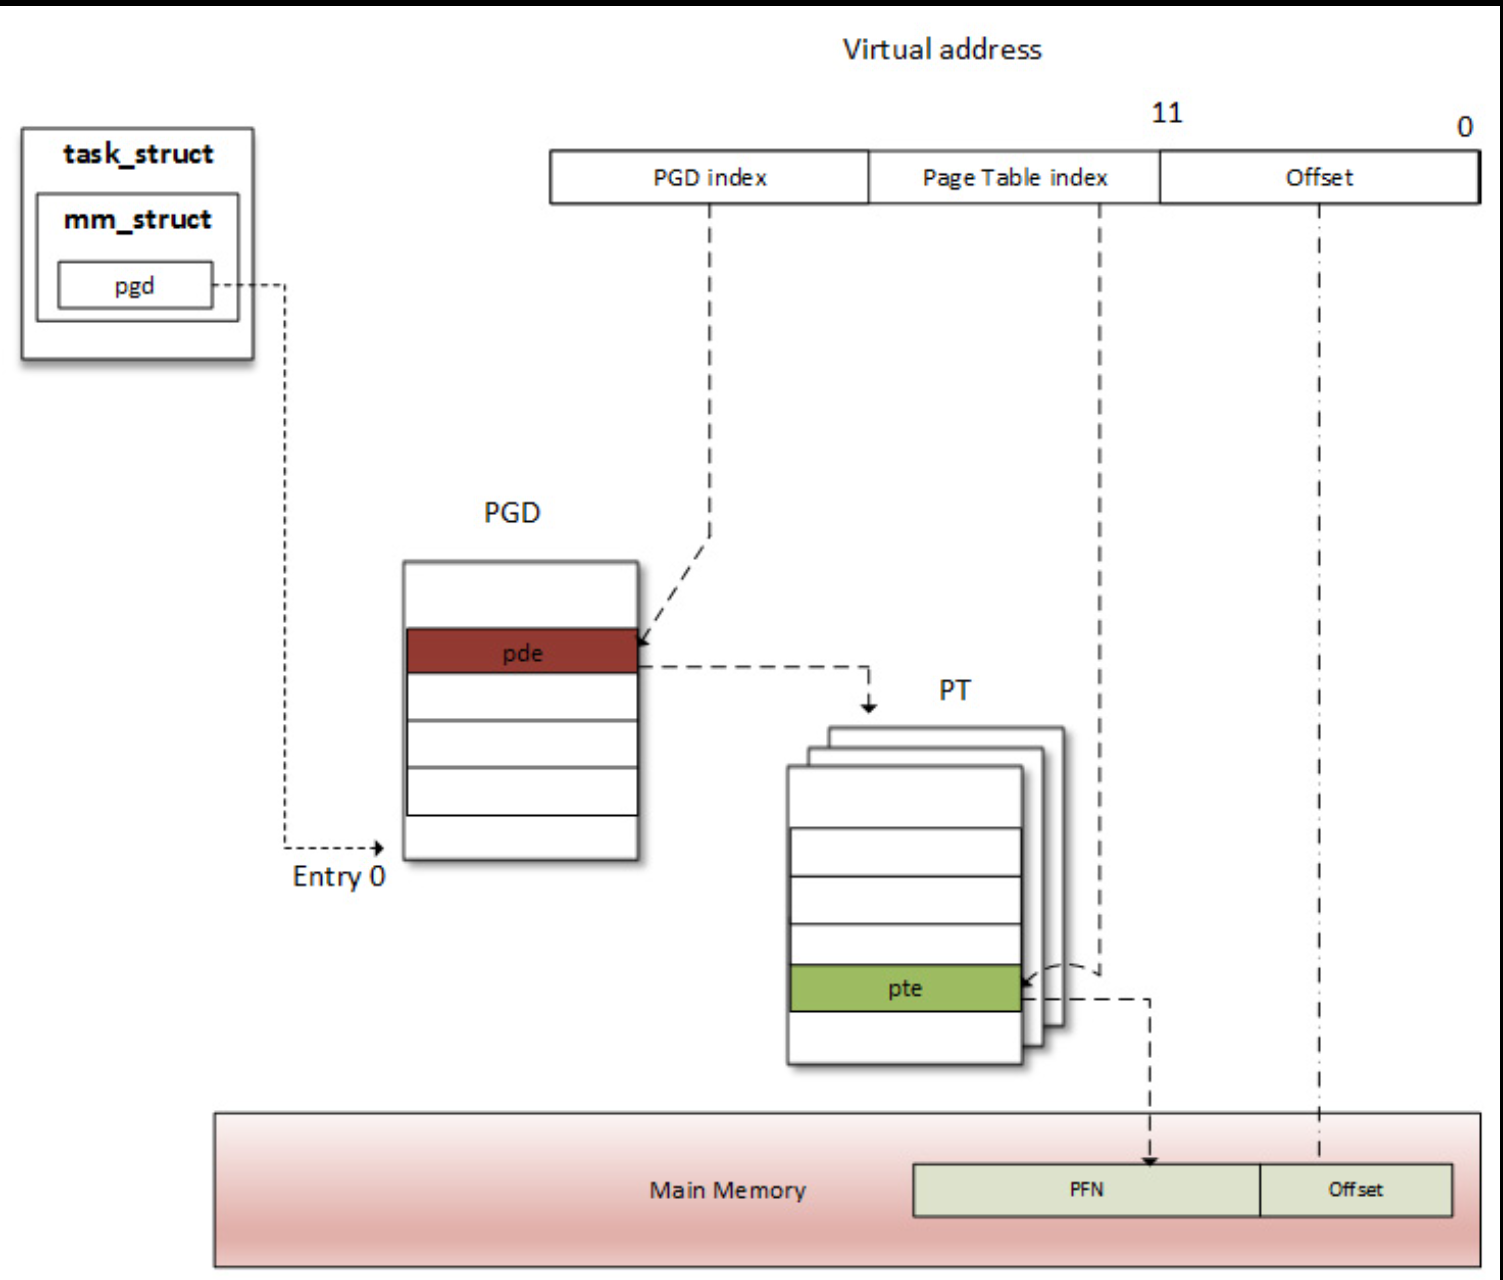 Virtual address
11
0
task_struct
mm_struct
pgd
PGD index
Page Table index
Offset
PGD
pde
PT
Entry 0
pte
Main Memory
PFN
Offset